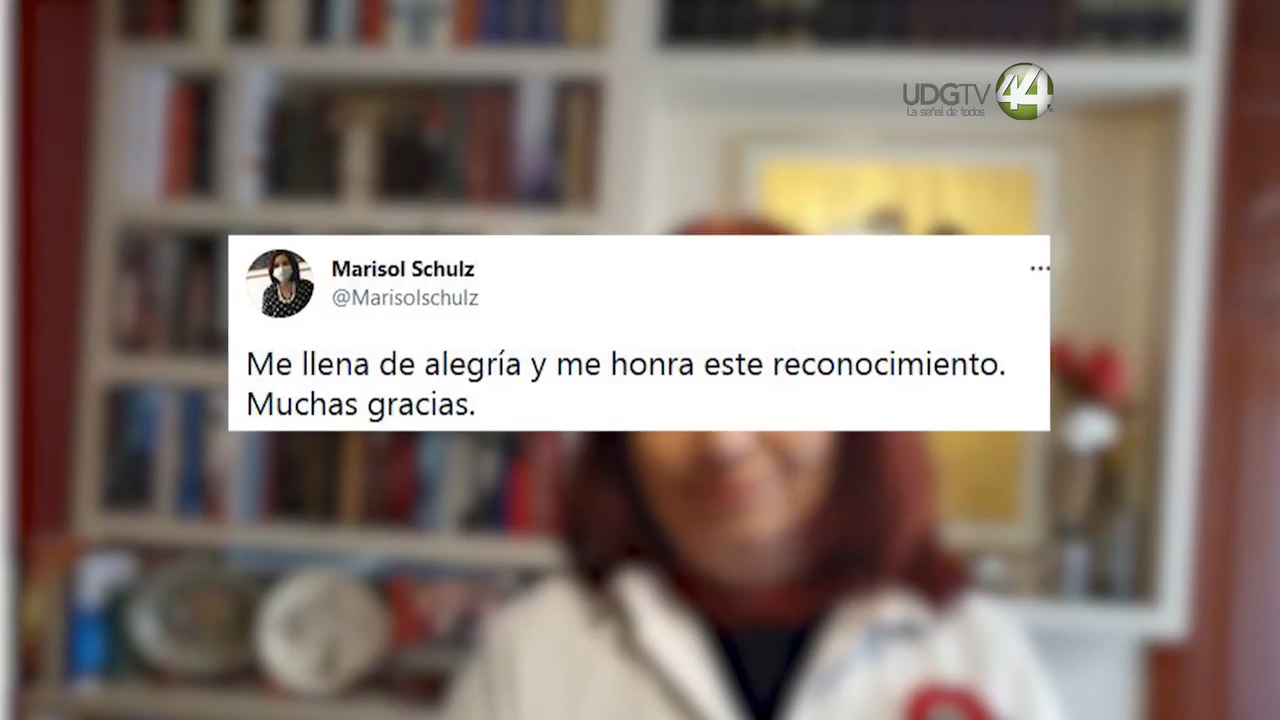 UDGTV 44
La señal de todos
Marisol Schulz
@Marisolschulz
Me llena de alegría y me honra este reconocimiento.
Muchas gracias.